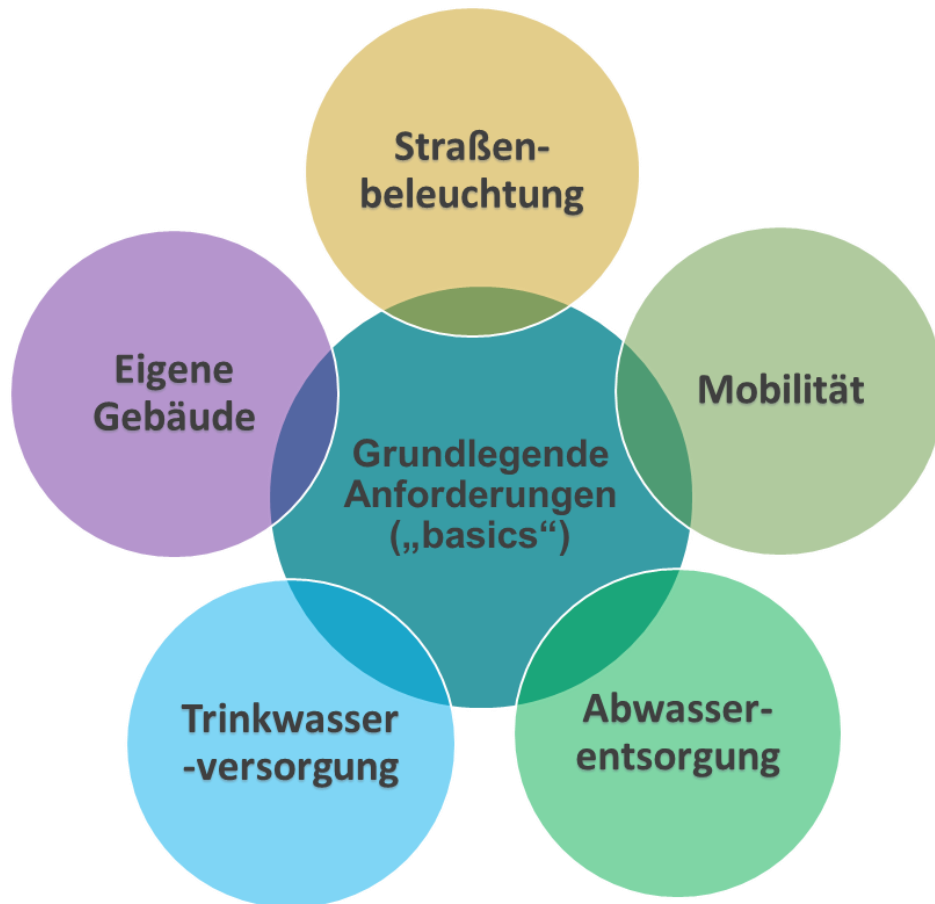 Straßen-
beleuchtung
Eigene
Gebäude
Mobilität
Grundlegende
Anforderungen
(„basics“)
Trinkwasser
-versorgung
Abwasser-
entsorgung